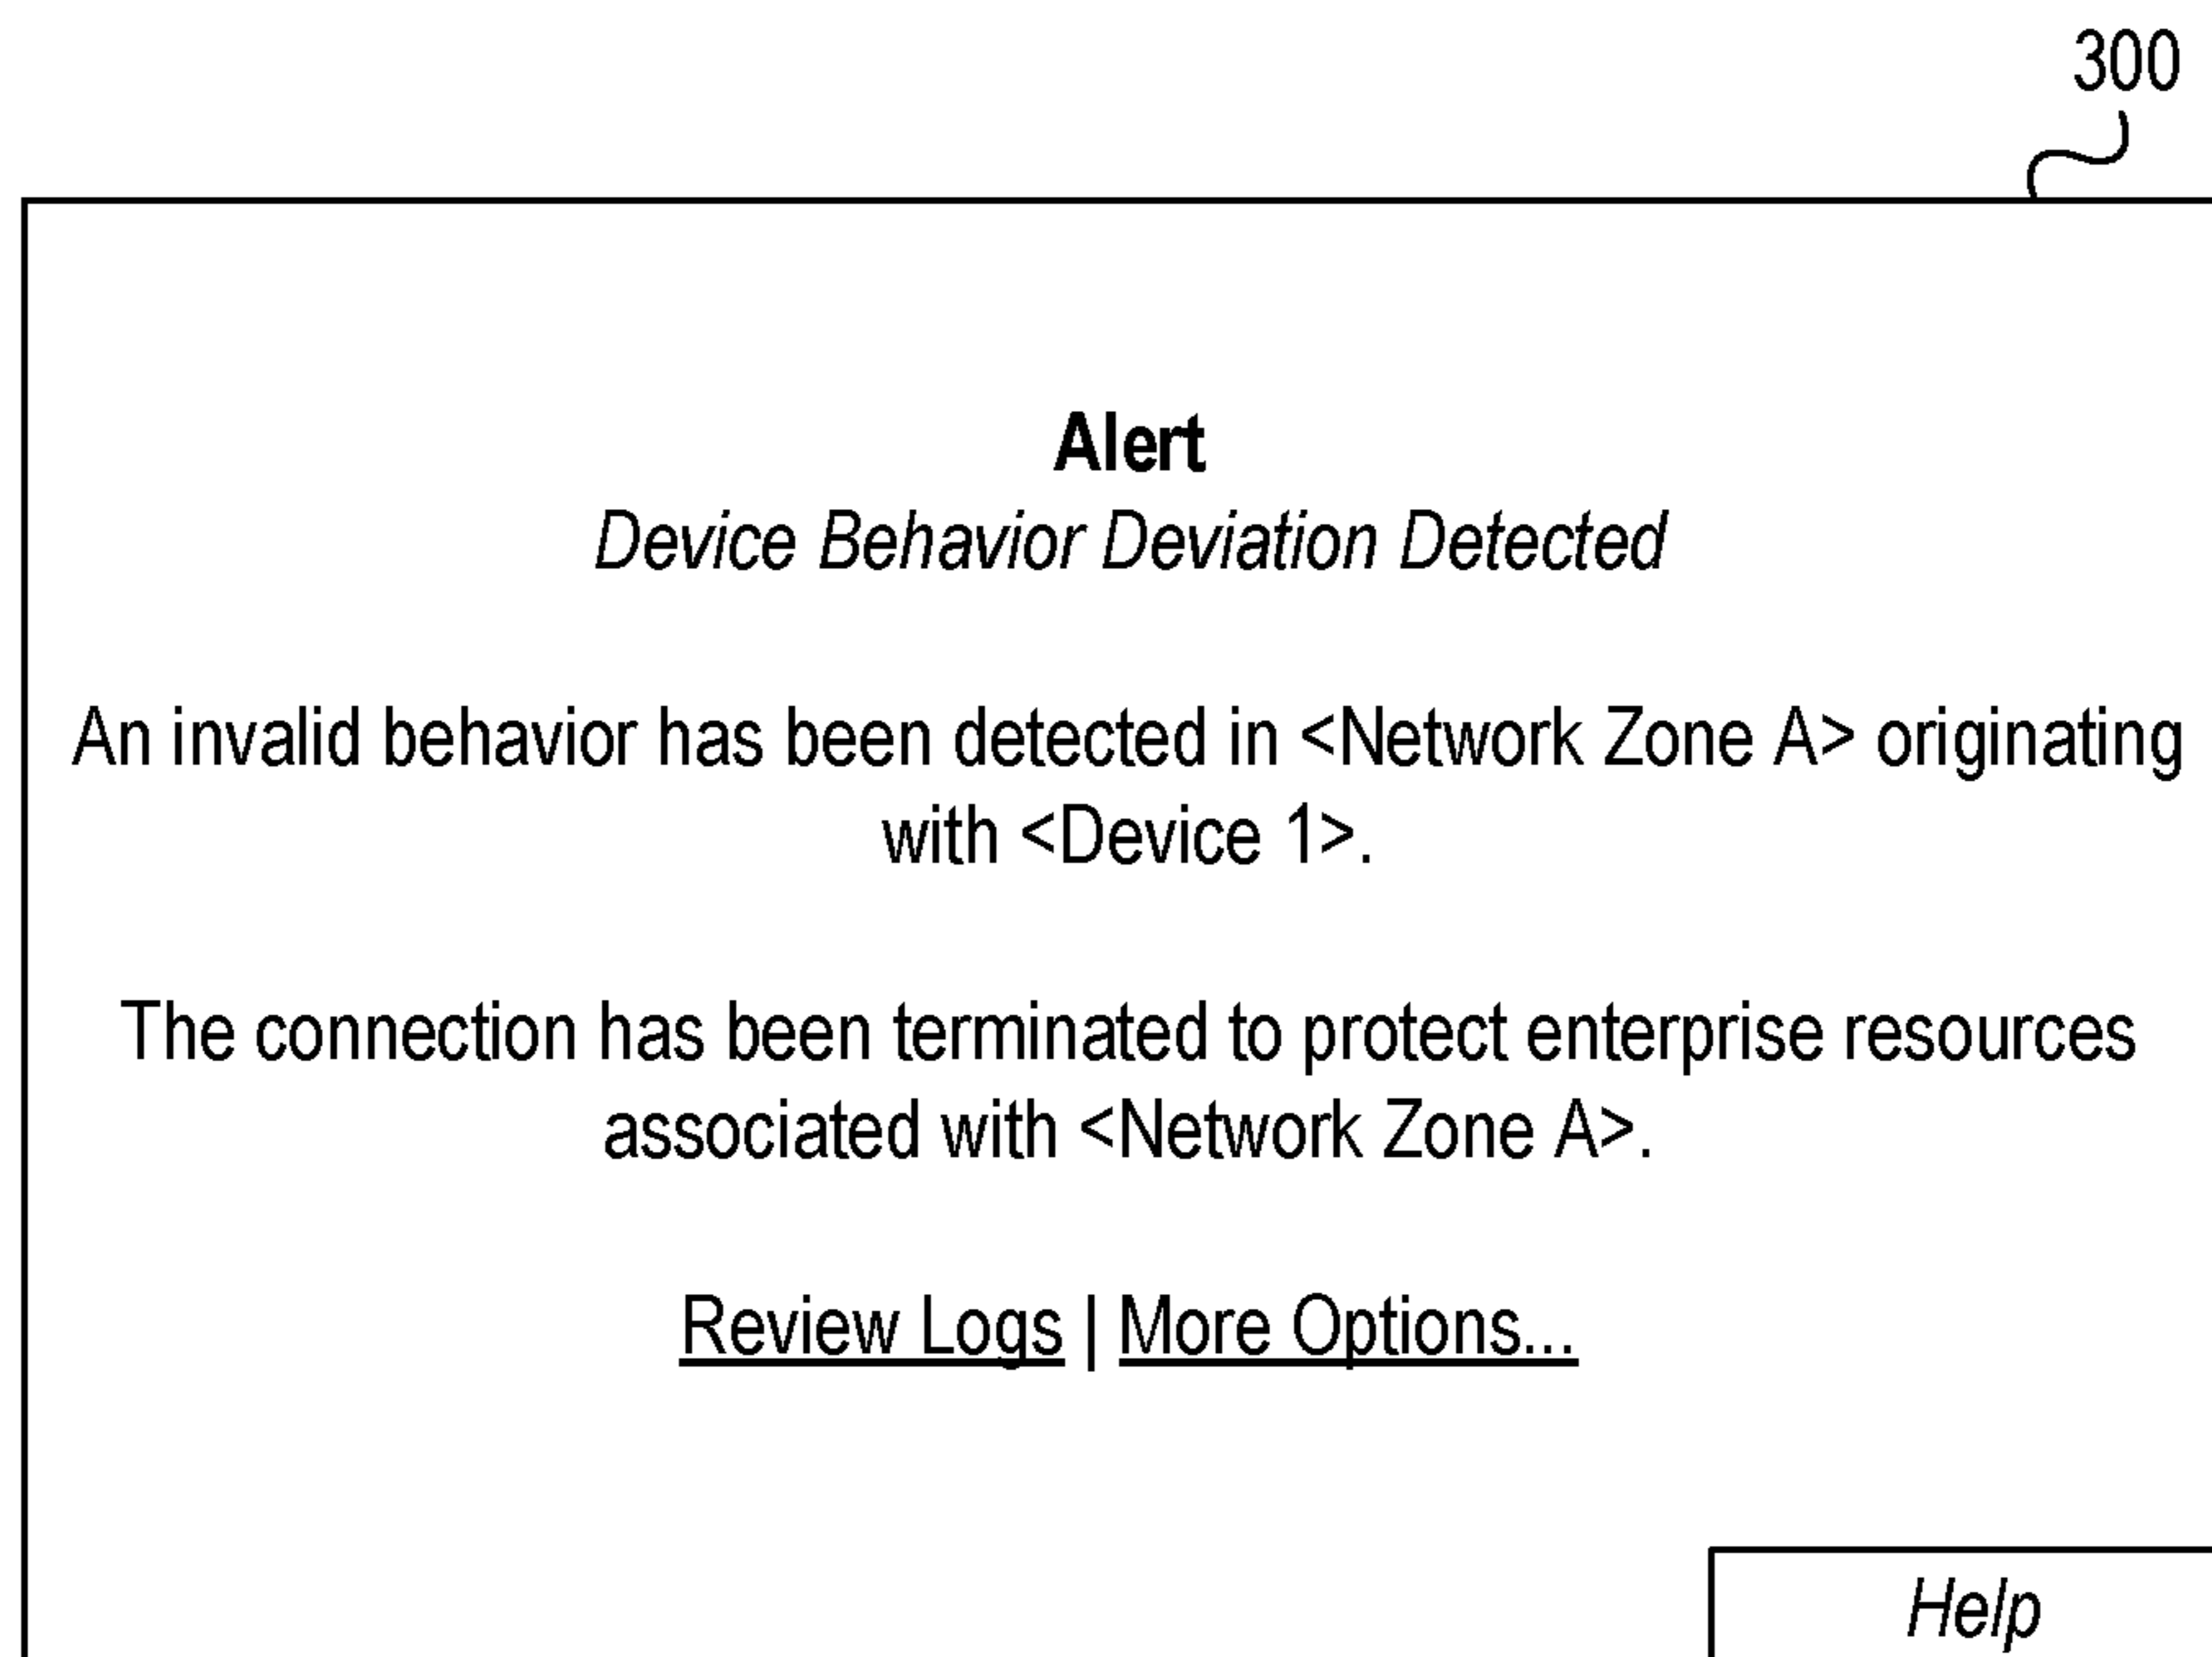 300
Alert
Device Behavior Deviation Detected
An invalid behavior has been detected in <Network Zone A> originating
with <Device 1>.
The connection has been terminated to protect enterprise resources
associated with <Network Zone A>.
Review Logs | More Options...
Help